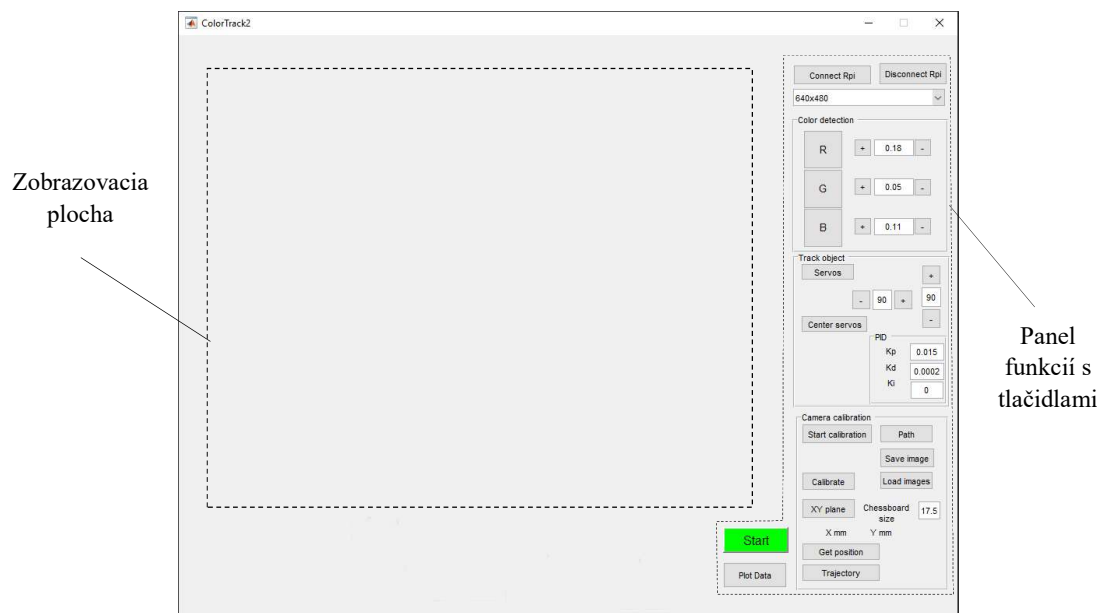 ColorTrack2
Zobrazovacia
plocha
Connect Rpi
Disconnect Rpi
640x480
Color detection
R
+ 0.18 -
G
+ 0.05 -
B
+ 0.11 -
Track object
Servos
+
- 90 +
90
-
Center servos
PID
Kp 0.015
Kd 0.0002
Ki 0
Panel
funkcií s
tlačidlami
Camera calibration
Start calibration
Path
Save image
Calibrate
Load images
XY plane
Chessboard
size
17.5
X mm
Y mm
Get position
Trajectory
Start
Plot Data